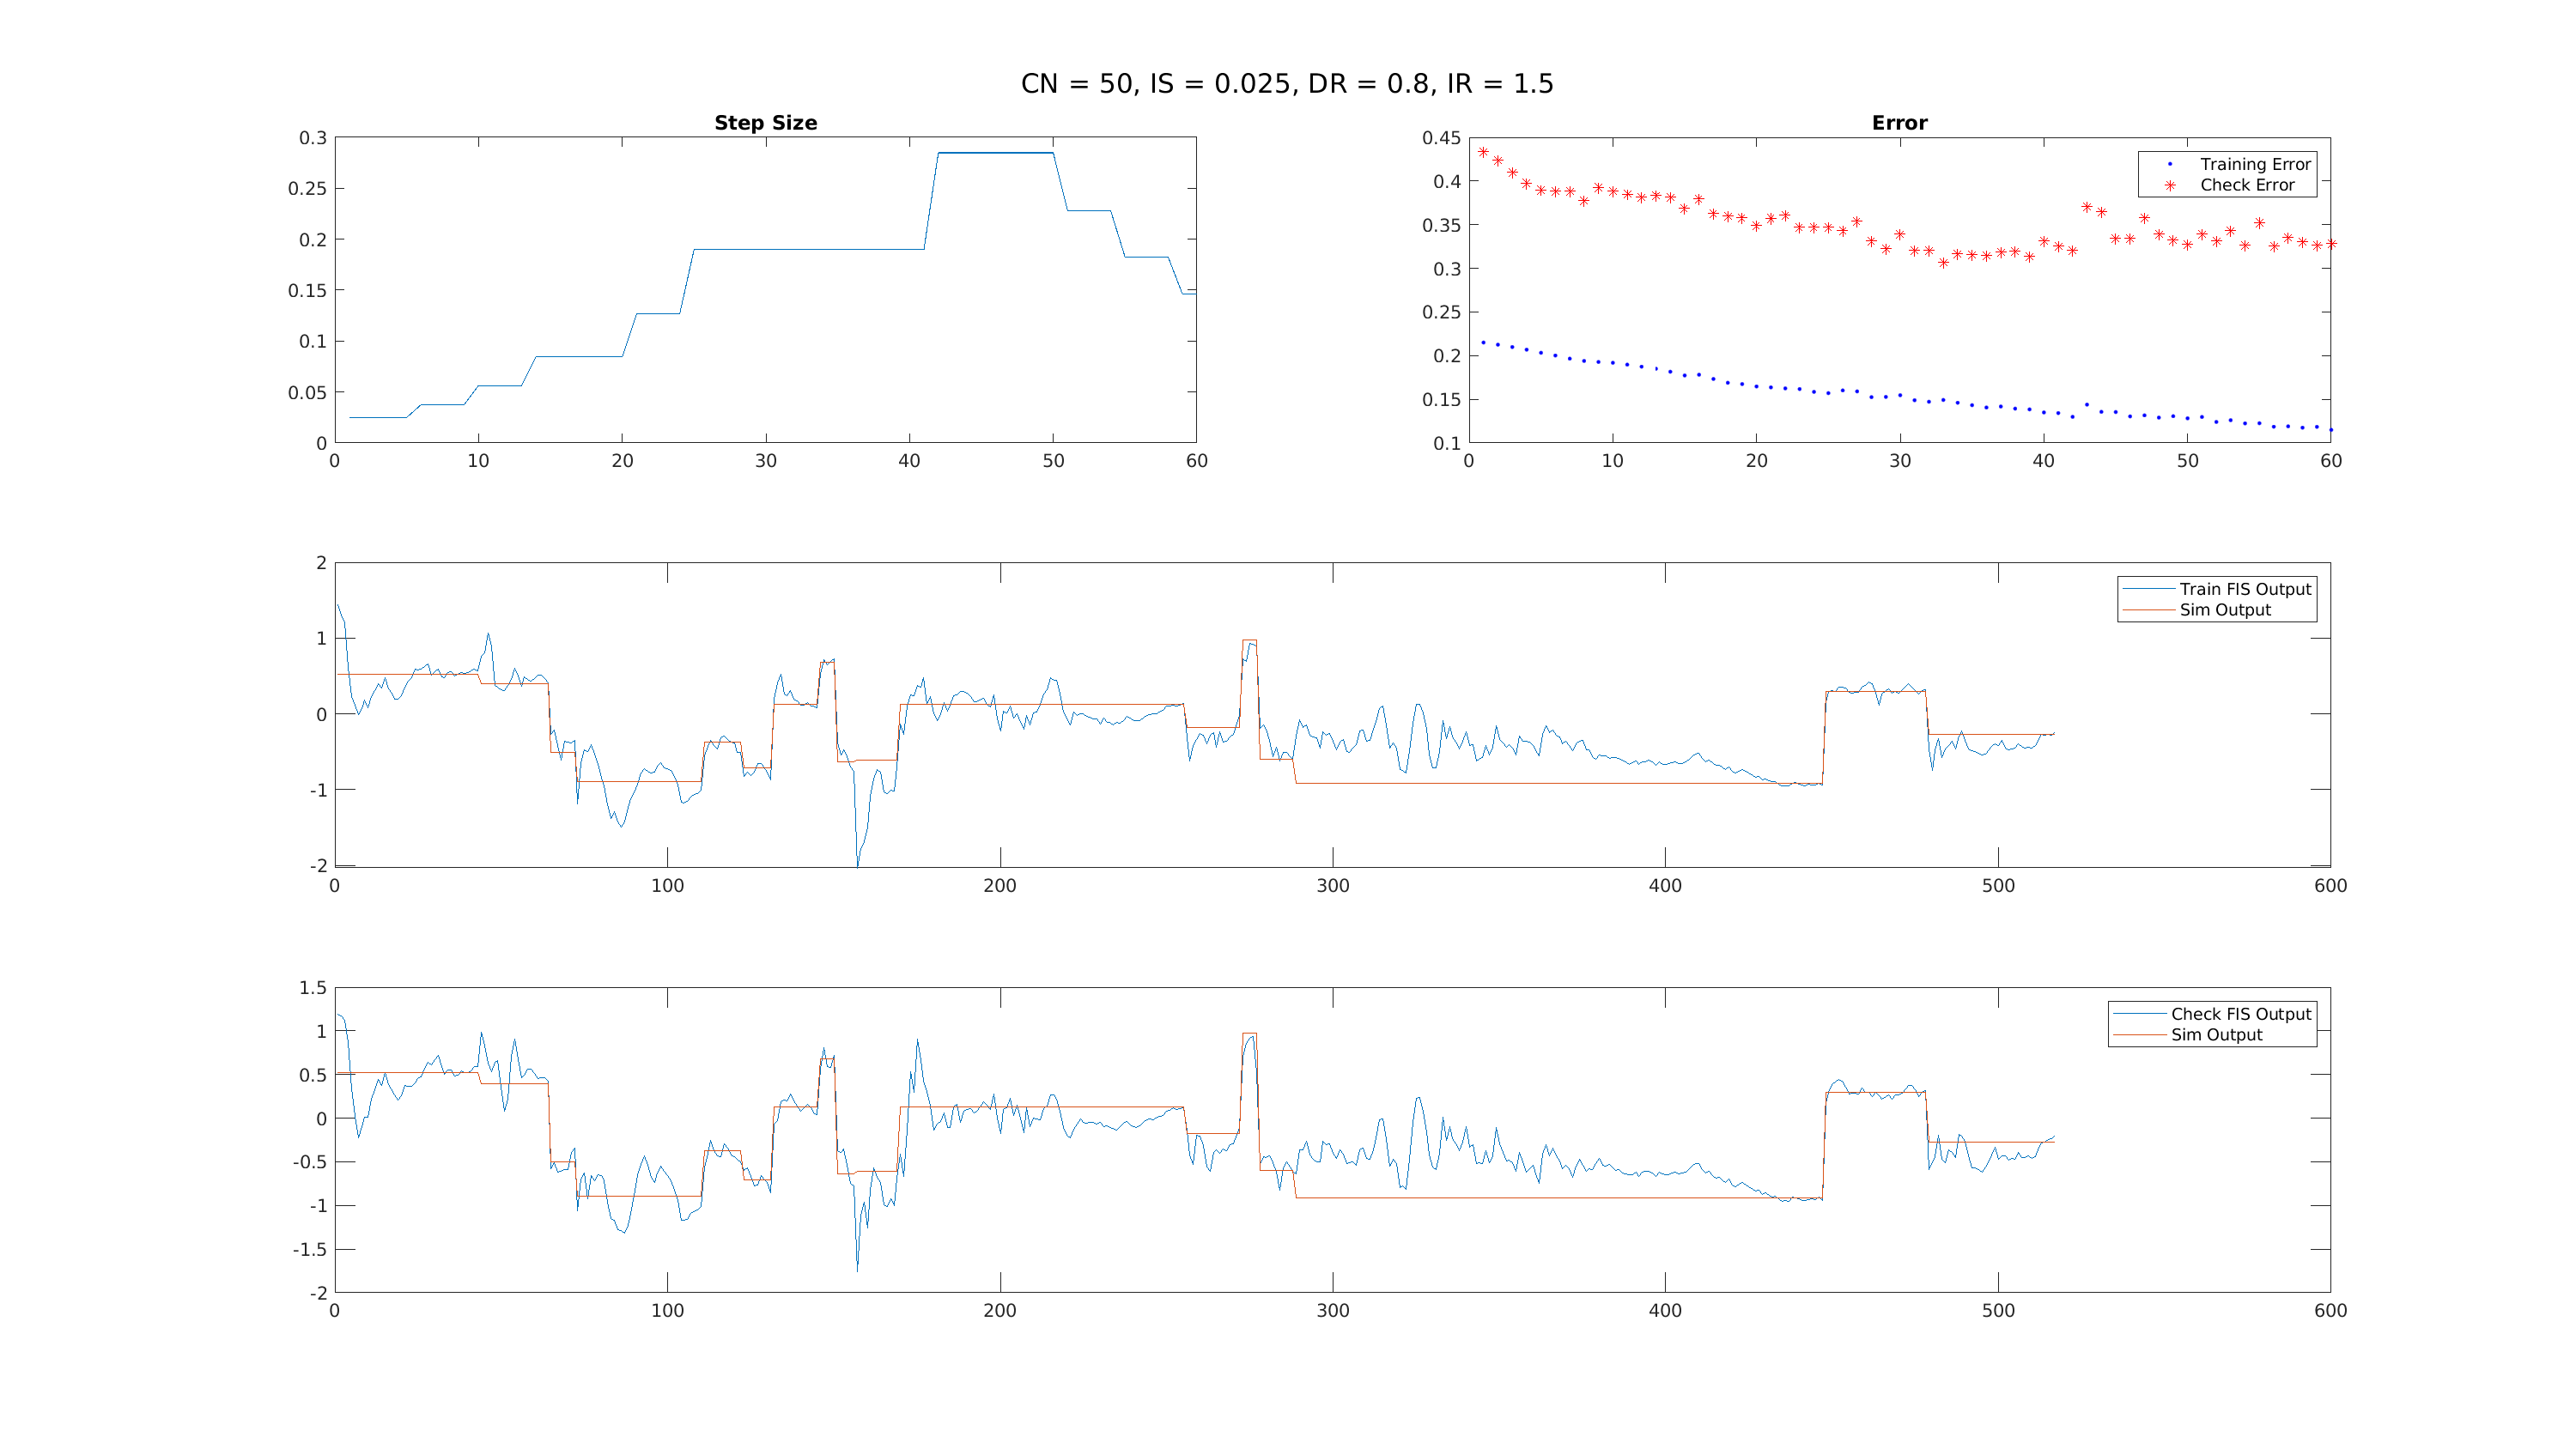 CN = 50, IS = 0.025, DR = 0.8, IR = 1.5
Step Size
0.3
0.25
0.2
0.15
0.1
0.05
0
0 10 20 30 40 50 60
Error
0.45
0.4
0.35
0.3
0.25
0.2
0.15
0.1
0 10 20 30 40 50 60
Training Error
Check Error
2
1
0
-1
-2
0 100 200 300 400 500 600
Train FIS Output
Sim Output
1.5
1
0.5
0
-0.5
-1
-1.5
-2
0 100 200 300 400 500 600
Check FIS Output
Sim Output